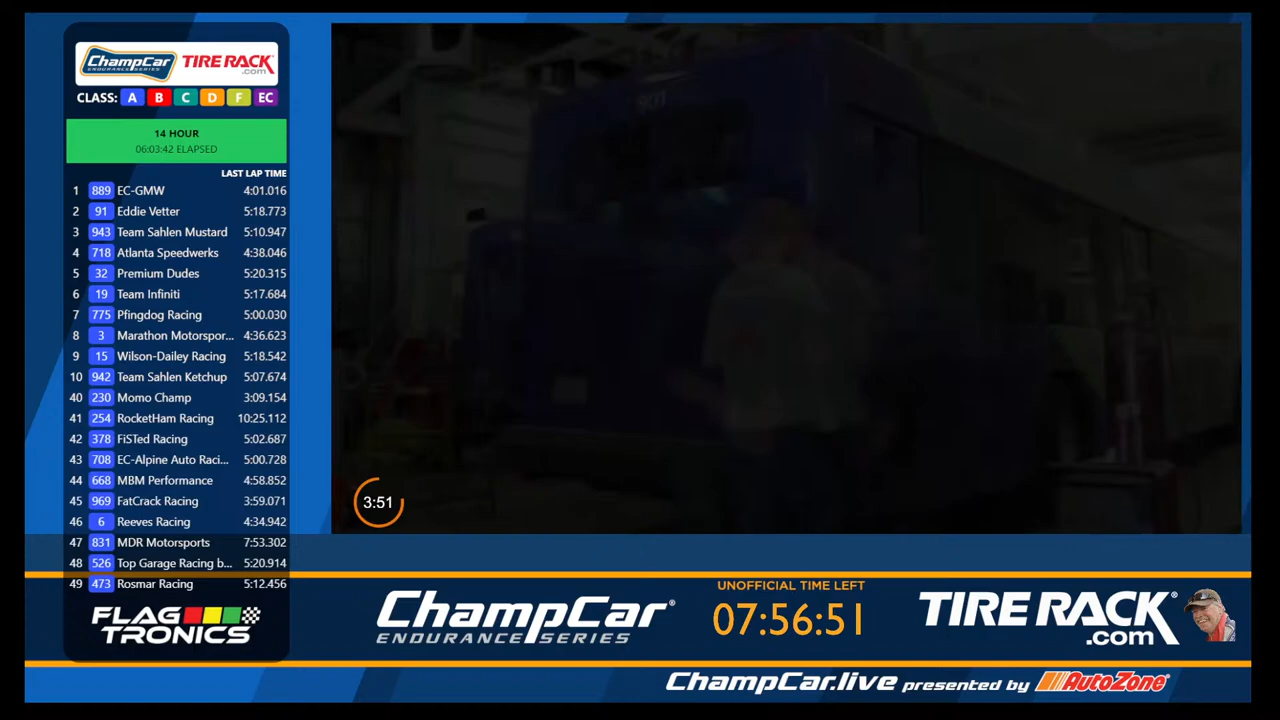 ChampCar
ENDURANCE SERIES
TIRE RACK
.com
CLASS: A B C D F EC
14 HOUR
06:03:42 ELAPSED
LAST LAP TIME
1 889 EC-GMW 4:01.016
2 91 Eddie Vetter 5:18.773
3 943 Team Sahlen Mustard 5:10.947
4 718 Atlanta Speedwerks 4:38.046
5 32 Premium Dudes 5:20.315
6 19 Team Infiniti 5:17.684
7 775 Pfingdog Racing 5:00.030
8 3 Marathon Motorspor... 4:36.623
9 15 Wilson-Dailey Racing 5:18.542
10 942 Team Sahlen Ketchup 5:07.674
40 230 Momo Champ 3:09.154
41 254 RocketHam Racing 10:25.112
42 378 FiSTed Racing 5:02.687
43 708 EC-Alpine Auto Raci... 5:00.728
44 668 MBM Performance 4:58.852
45 969 FatCrack Racing 3:59.071
46 6 Reeves Racing 4:34.942
47 831 MDR Motorsports 7:53.302
48 526 Top Garage Racing b... 5:20.914
49 473 Rosmar Racing 5:12.456
FLAG
TRONICS
901
3:51
ChampCar®
ENDURANCE SERIES
UNOFFICIAL TIME LEFT
07:56:51
TIRE RACK®
.com
ChampCar.live presented by AutoZone